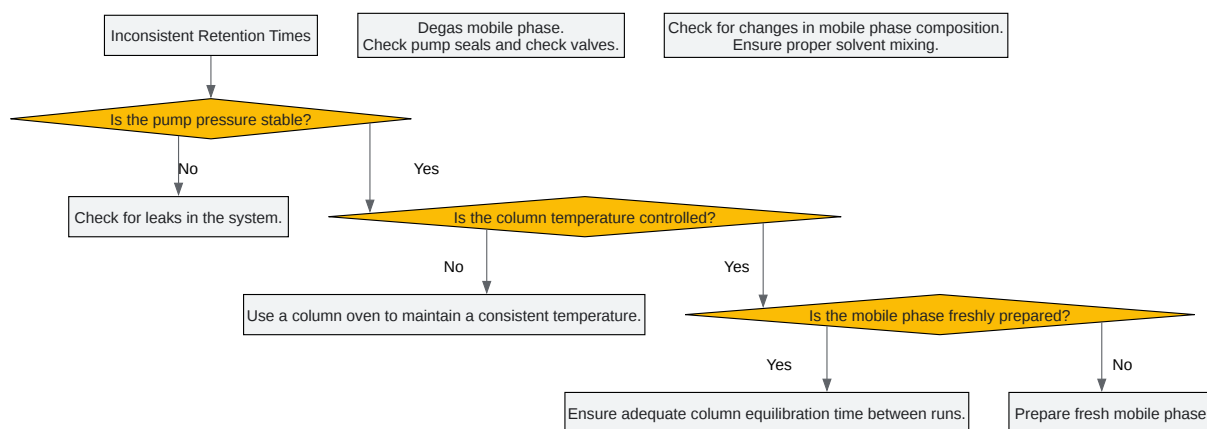 Inconsistent Retention Times
Degas mobile phase.
Check pump seals and check valves.
Check for changes in mobile phase composition.
Ensure proper solvent mixing.
Is the pump pressure stable?
No
Yes
Check for leaks in the system.
Is the column temperature controlled?
No
Yes
Use a column oven to maintain a consistent temperature.
Is the mobile phase freshly prepared?
Yes
No
Ensure adequate column equilibration time between runs.
Prepare fresh mobile phase